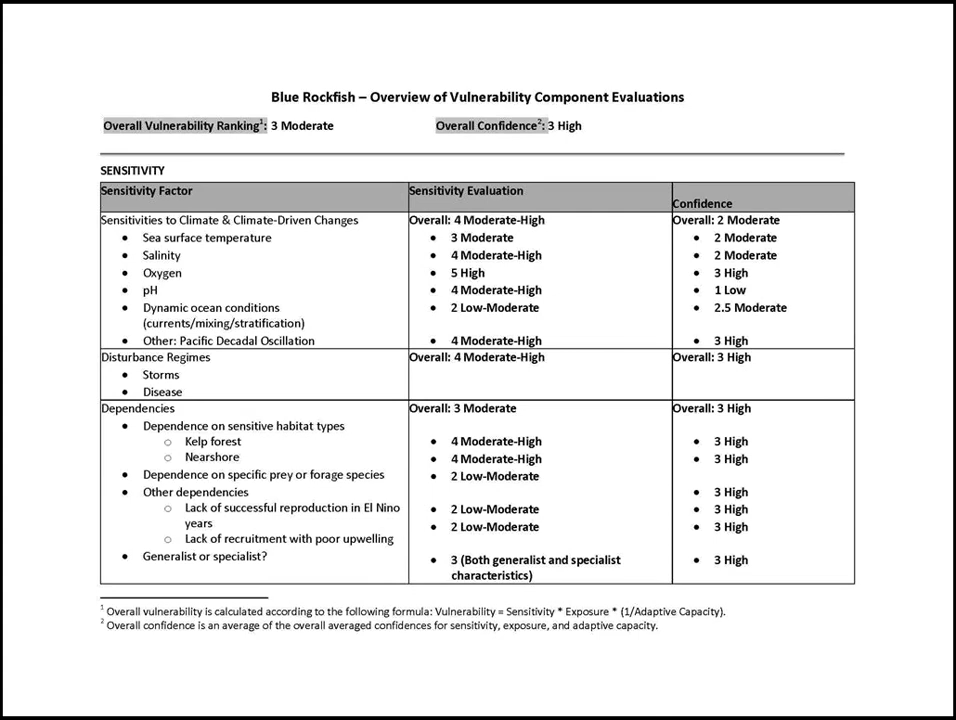 Blue Rockfish – Overview of Vulnerability Component Evaluations
Overall Vulnerability Ranking1: 3 Moderate Overall Confidence2: 3 High
SENSITIVITY
Sensitivity Factor Sensitivity Evaluation Confidence
Sensitivities to Climate & Climate-Driven Changes Overall: 4 Moderate-High Overall: 2 Moderate
• Sea surface temperature • 3 Moderate • 2 Moderate
• Salinity • 4 Moderate-High • 2 Moderate
• Oxygen • 5 High • 3 High
• pH • 4 Moderate-High • 1 Low
• Dynamic ocean conditions • 2 Low-Moderate • 2.5 Moderate
(currents/mixing/stratification)
• Other: Pacific Decadal Oscillation • 4 Moderate-High • 3 High
Disturbance Regimes Overall: 4 Moderate-High Overall: 3 High
• Storms
• Disease
Dependencies Overall: 3 Moderate Overall: 3 High
• Dependence on sensitive habitat types
○ Kelp forest • 4 Moderate-High • 3 High
○ Nearshore • 4 Moderate-High • 3 High
• Dependence on specific prey or forage species • 2 Low-Moderate
• Other dependencies • 3 High
○ Lack of successful reproduction in El Nino • 2 Low-Moderate • 3 High
years • 2 Low-Moderate • 3 High
○ Lack of recruitment with poor upwelling
• Generalist or specialist? • 3 (Both generalist and specialist • 3 High
characteristics)
1 Overall vulnerability is calculated according to the following formula: Vulnerability = Sensitivity * Exposure * (1/Adaptive Capacity).
2 Overall confidence is an average of the overall averaged confidences for sensitivity, exposure, and adaptive capacity.